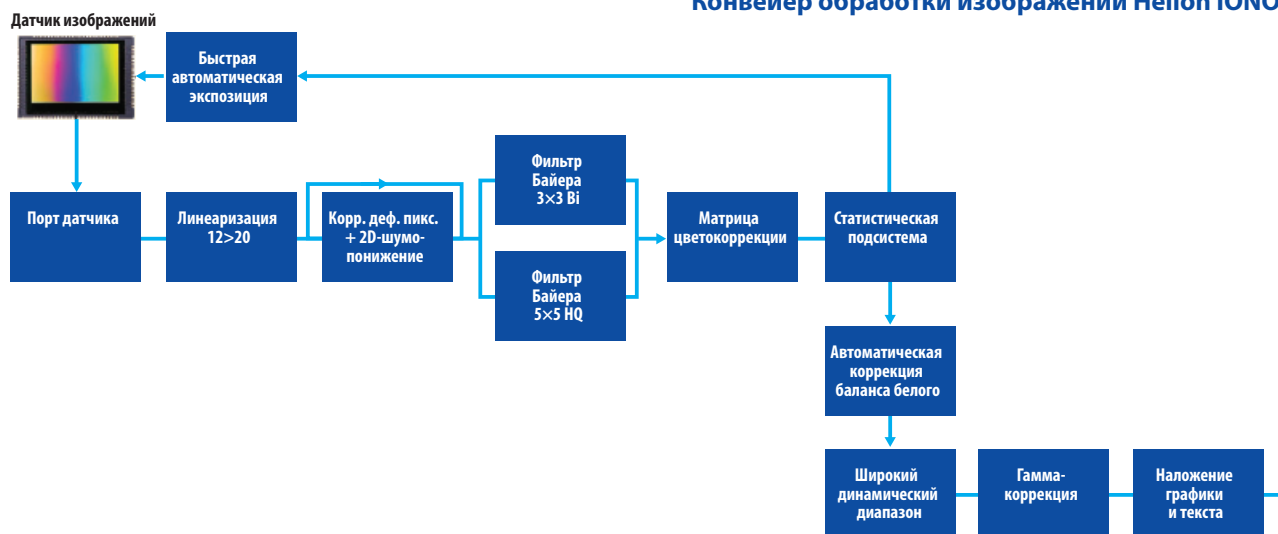 Конвейер обработки изображений Helion IONO
Датчик изображений
Быстрая
автоматическая
экспозиция
Порт датчика
Линеаризация
12>20
Корр. деф. пикс.
+ 2D-шумо-
понижение
Фильтр
Байера
3×3 Bi
Фильтр
Байера
5×5 HQ
Матрица
цветокоррекции
Статистическая
подсистема
Автоматическая
коррекция
баланса белого
Широкий
динамический
диапазон
Гамма-
коррекция
Наложение
графики
и текста